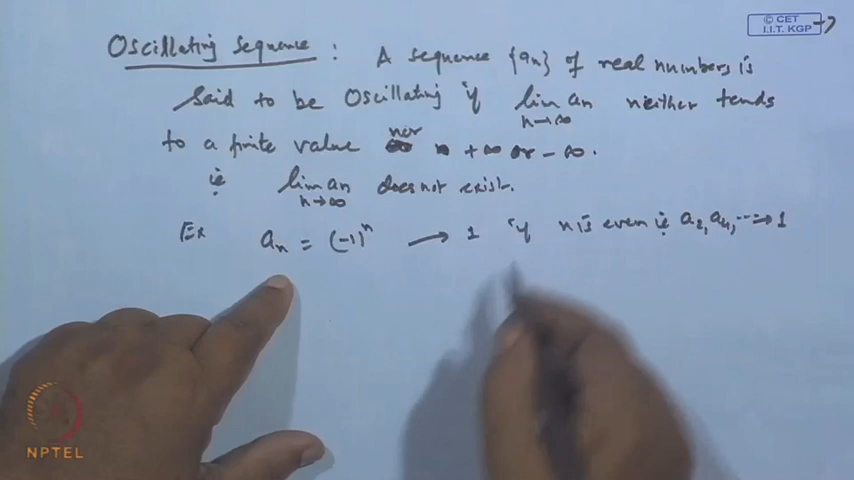 © CET
I.I.T. KGP
Oscillating Sequence : A sequence {an} of real numbers is
said to be Oscillating if lim an neither tends
n→∞
to a finite value nor +∞ or -∞.
ie lim an does not exist.
n→∞
Ex an = (-1)^n → 1 if n is even ie a2, a4, ... → 1
NPTEL